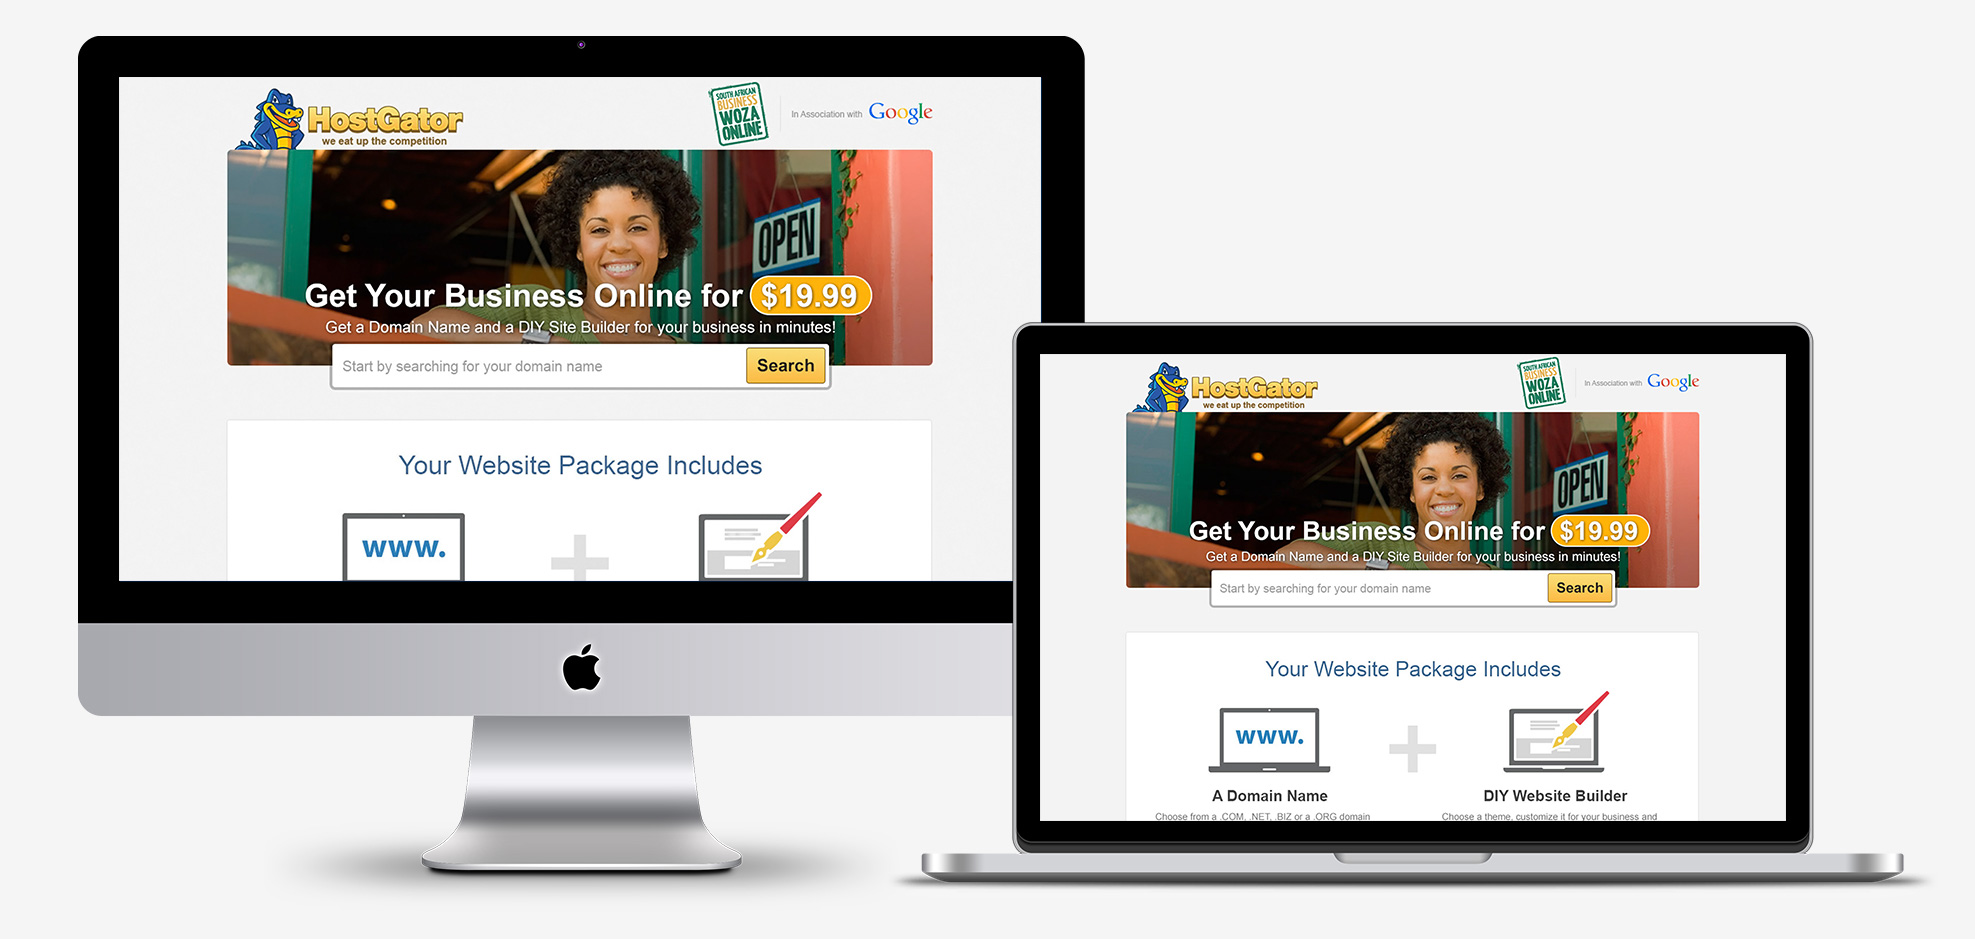 HostGator
we eat up the competition
SOUTH AFRICAN
BUSINESS
WOZA
ONLINE
In Association with Google
OPEN
Get Your Business Online for $19.99
Get a Domain Name and a DIY Site Builder for your business in minutes!
Start by searching for your domain name Search
Your Website Package Includes
www.
HostGator
we eat up the competition
SOUTH AFRICAN
BUSINESS
WOZA
ONLINE
In Association with Google
OPEN
Get Your Business Online for $19.99
Get a Domain Name and a DIY Site Builder for your business in minutes!
Start by searching for your domain name Search
Your Website Package Includes
www.
A Domain Name DIY Website Builder
Choose from a .COM, .NET, .BIZ or a .ORG domain Choose a theme, customize it for your business and